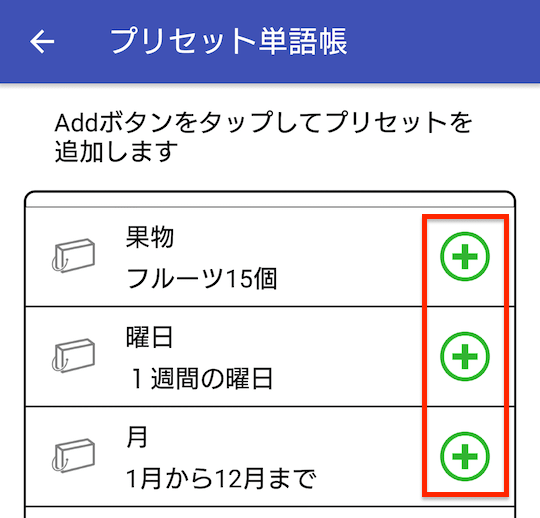 プリセット単語帳
Addボタンをタップしてプリセットを
追加します
果物
フルーツ15個
曜日
１週間の曜日
月
1月から12月まで